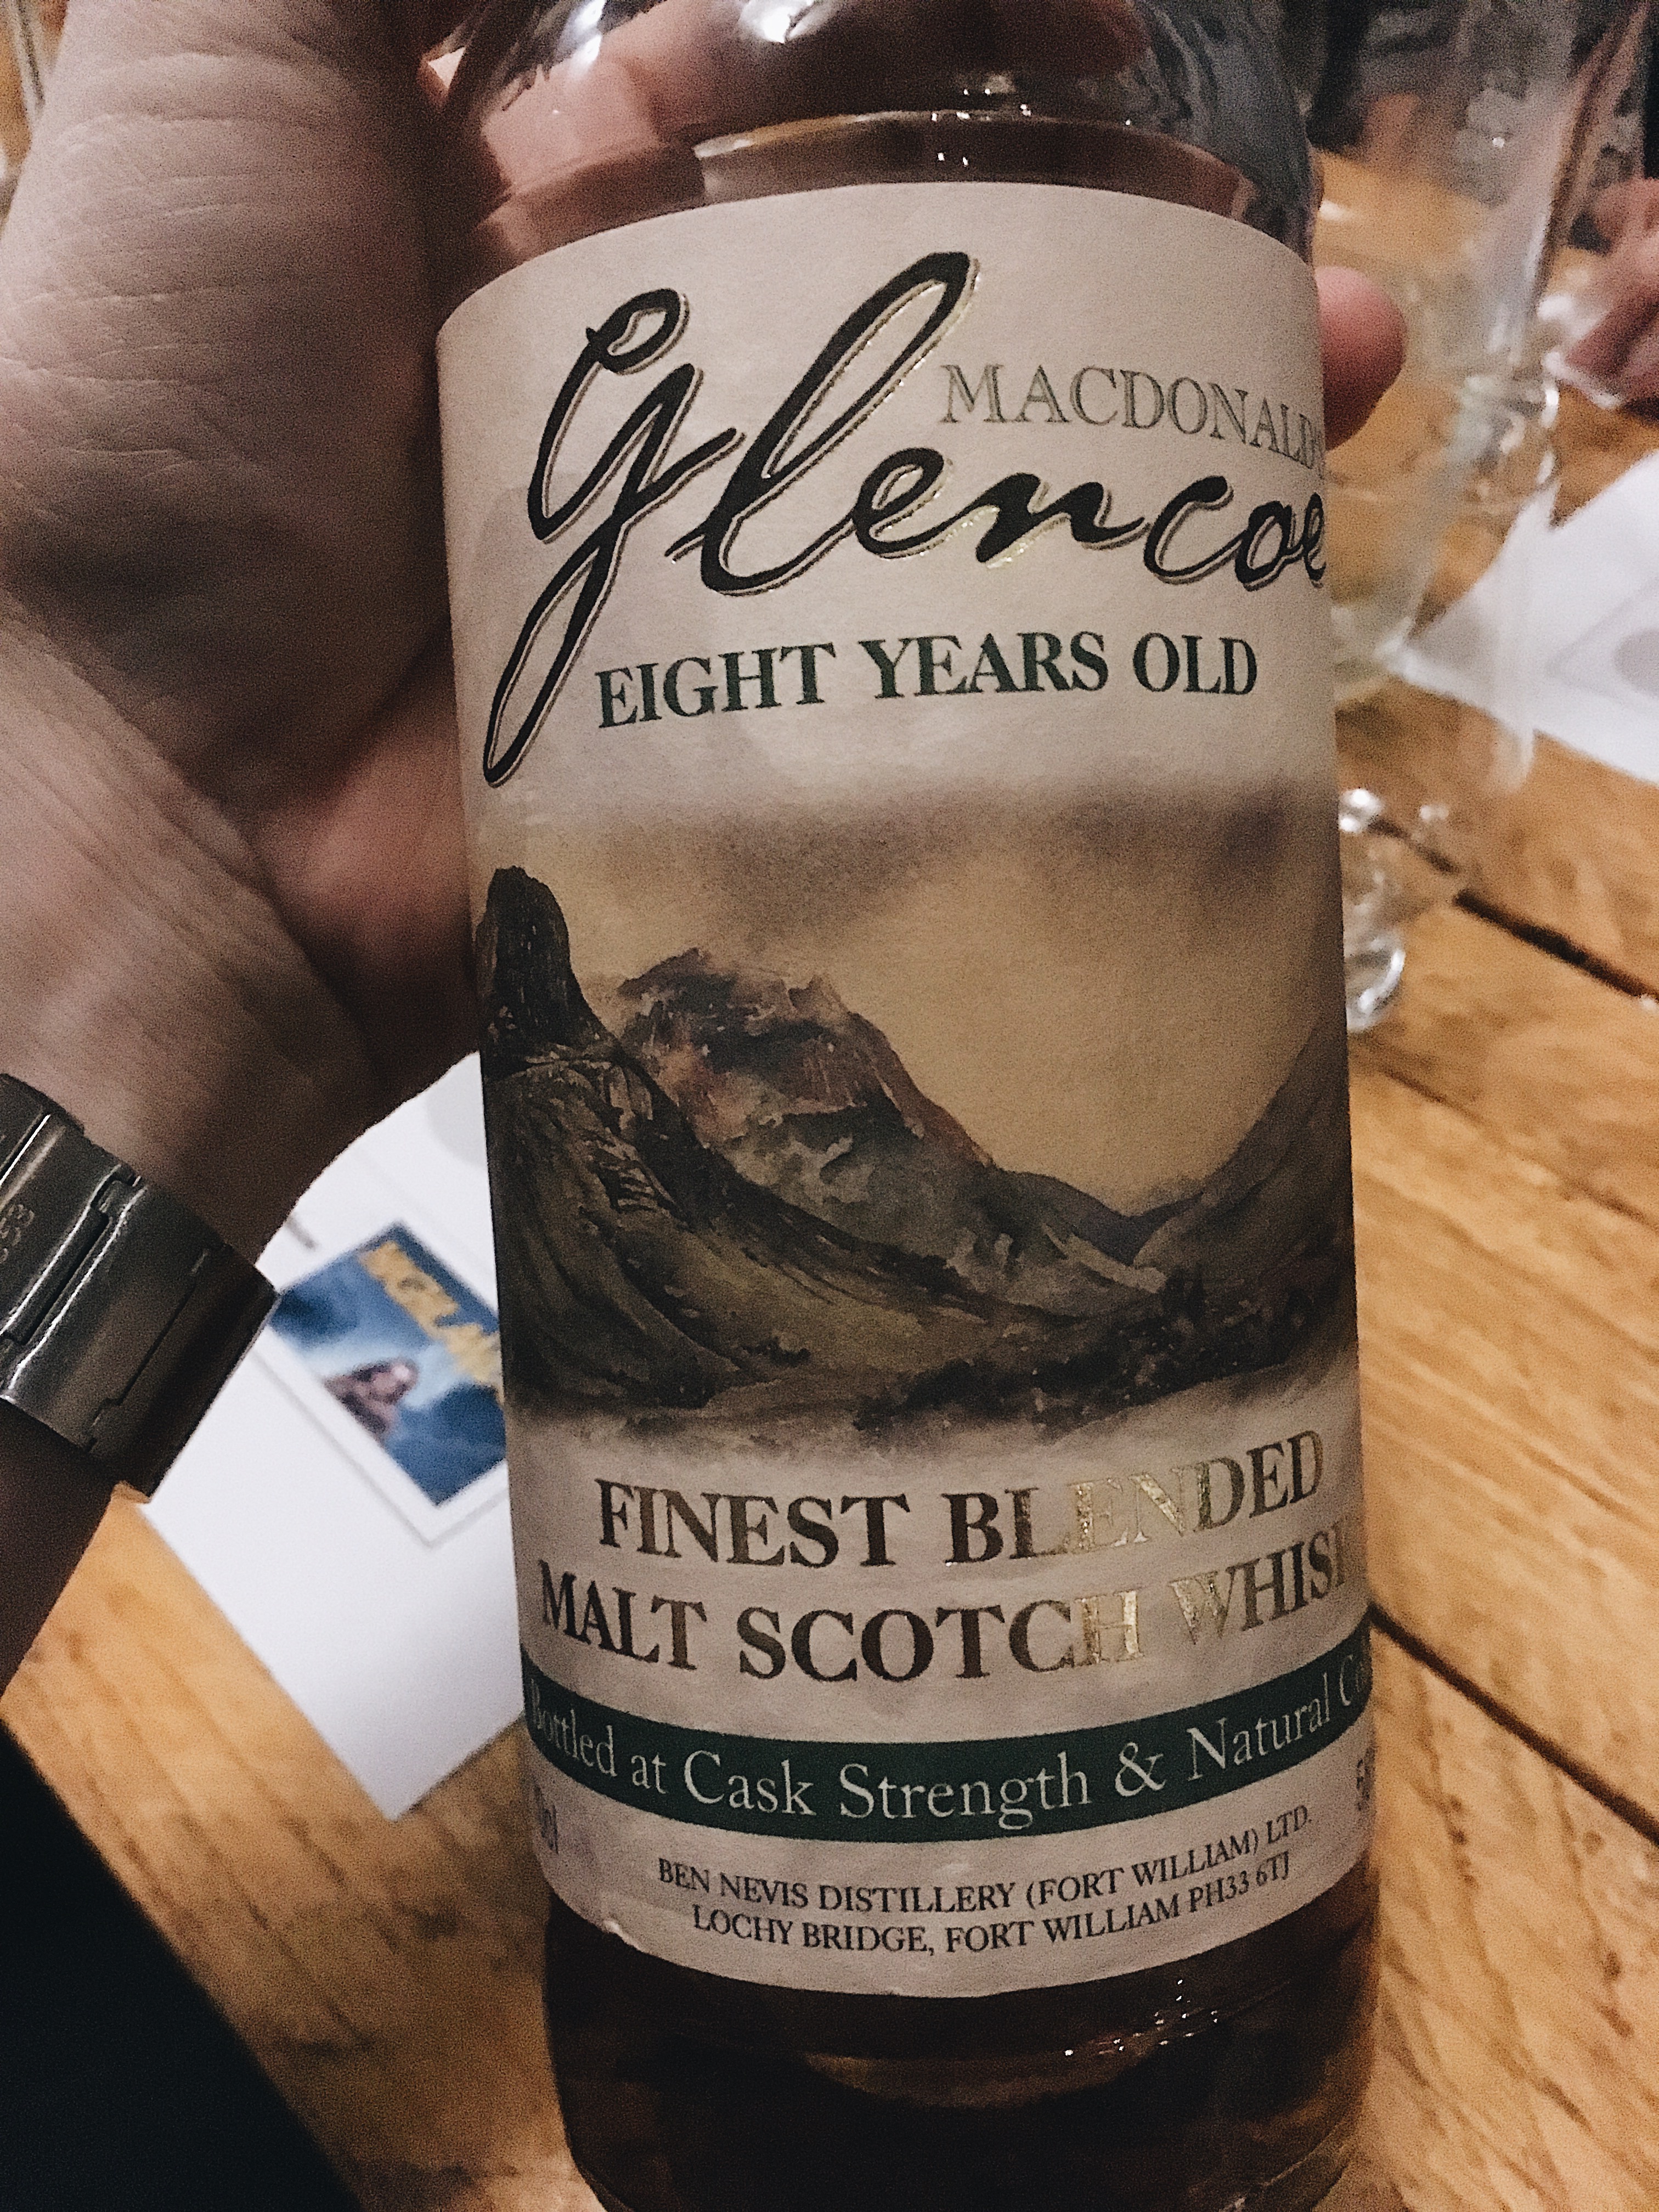 MACDONALD'
Glencoe
EIGHT YEARS OLD
FINEST BLENDED
MALT SCOTCH WHIS
Bottled at Cask Strength & Natural
BEN NEVIS DISTILLERY (FORT WILLIAM) LTD.
LOCHY BRIDGE, FORT WILLIAM PH33 6TJ